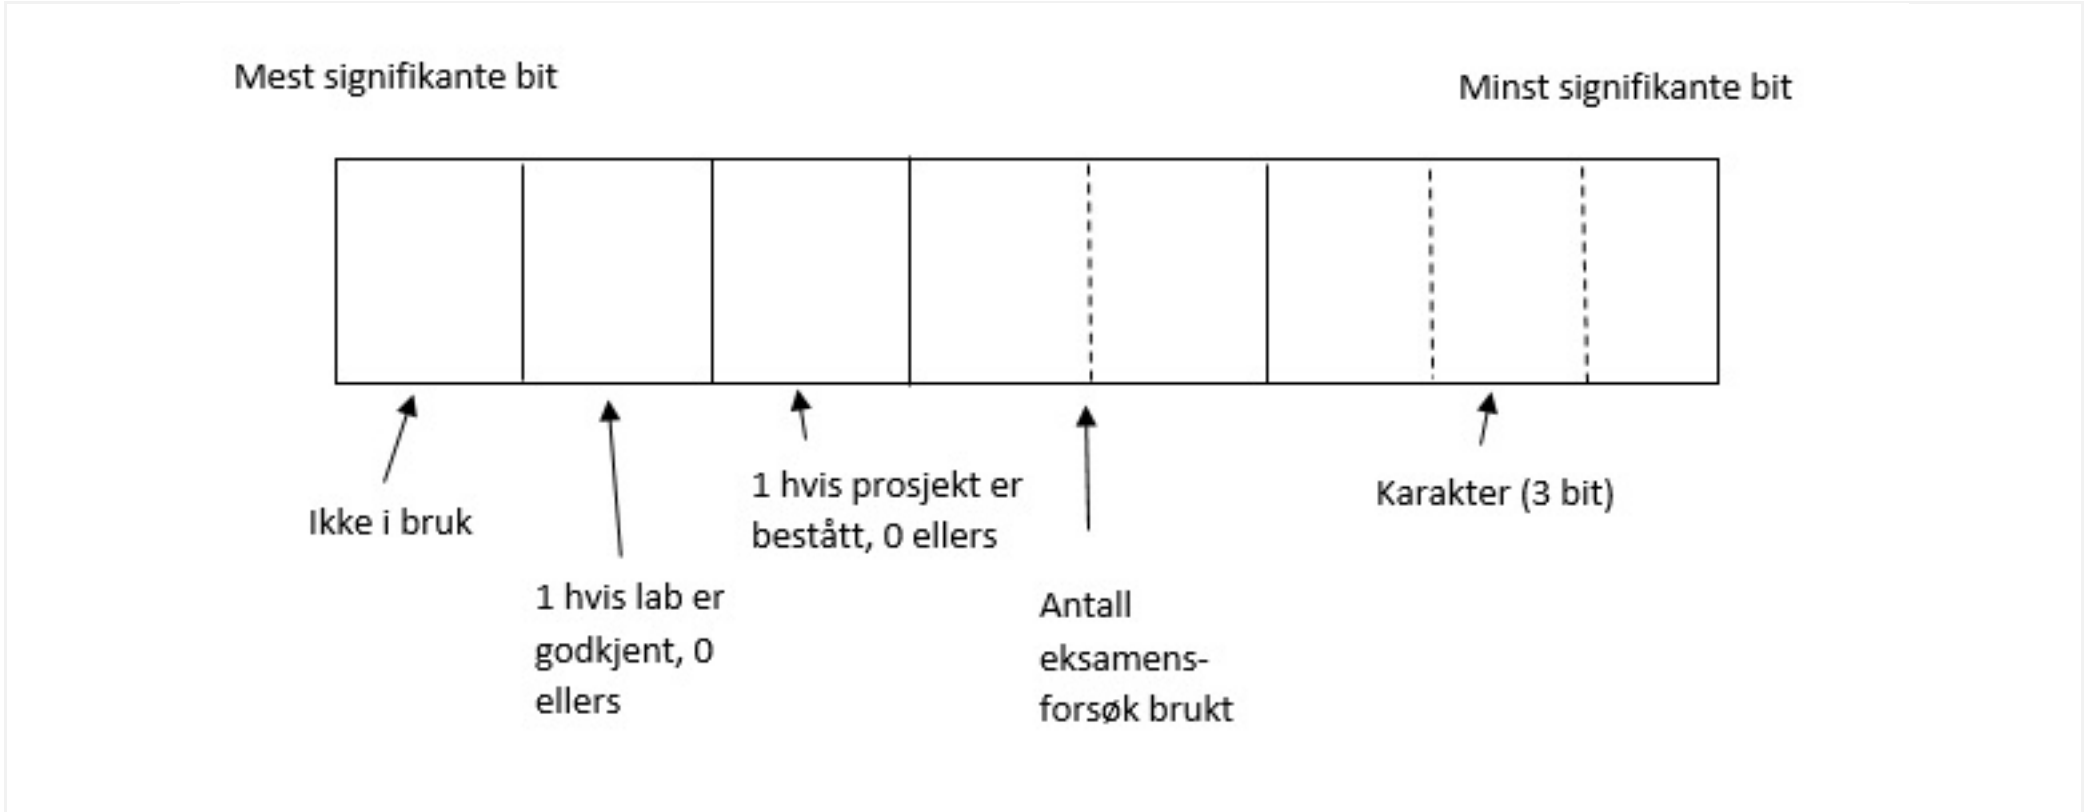 Mest signifikante bit
Minst signifikante bit
Ikke i bruk
1 hvis lab er
godkjent, 0
ellers
1 hvis prosjekt er
bestått, 0 ellers
Antall
eksamens-
forsøk brukt
Karakter (3 bit)